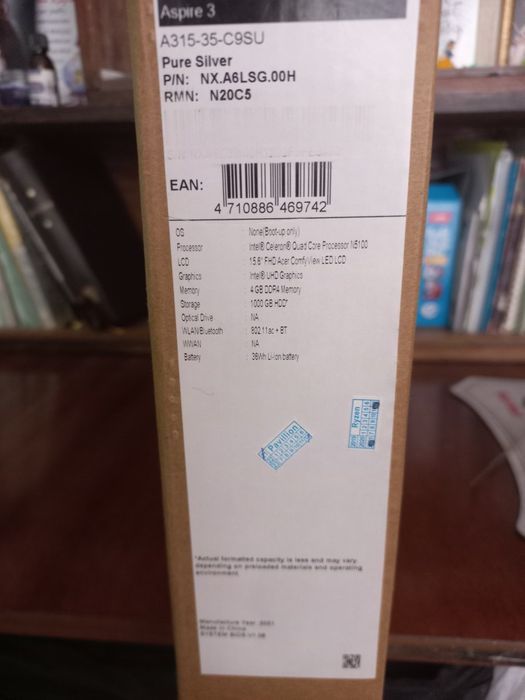 Aspire 3
A315-35-C9SU
Pure Silver
P/N: NX.A6LSG.00H
RMN: N20C5
EAN:
4 710886 469742
OS : None(Boot-up only)
Processor : Intel® Celeron® Quad Core Processor N5100
LCD : 15.6" FHD Acer ComfyView LED LCD
Graphics : Intel® UHD Graphics
Memory : 4 GB DDR4 Memory
Storage : 1000 GB HDD*
Optical Drive : NA
WLAN/Bluetooth : 802.11ac + BT
WWAN : NA
Battery : 36Wh Li-ion battery
Pavillion
Ryzen
*Actual formatted capacity is less and may vary
depending on preloaded materials and operating
environment.
Manufacture Year: 2021
Made in China
SYSTEM BIOS:V1.06